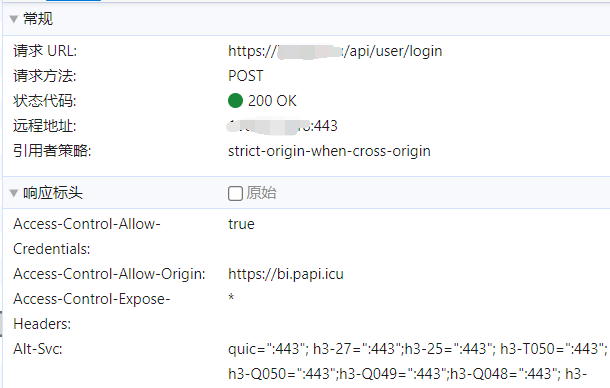 常规
请求 URL: https:// :/api/user/login
请求方法: POST
状态代码: 200 OK
远程地址: :443
引用者策略: strict-origin-when-cross-origin
响应标头 原始
Access-Control-Allow-Credentials: true
Access-Control-Allow-Origin: https://bi.papi.icu
Access-Control-Expose-Headers: *
Alt-Svc: quic=":443"; h3-27=":443";h3-25=":443"; h3-T050=":443";
h3-Q050=":443";h3-Q049=":443";h3-Q048=":443"; h3-